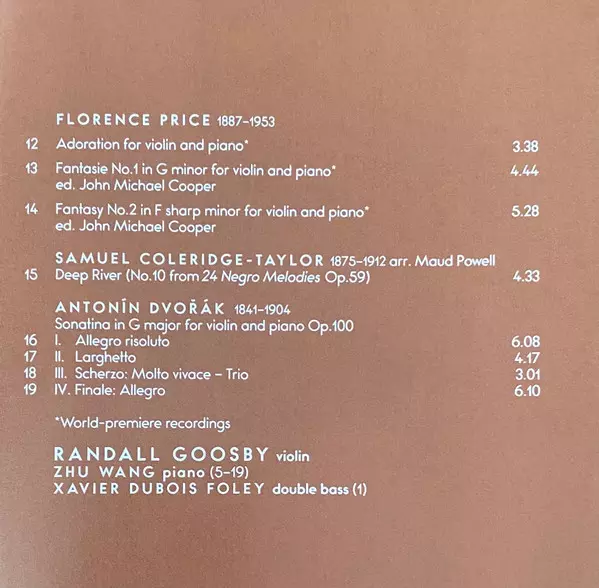 FLORENCE PRICE 1887–1953
12 Adoration for violin and piano* 3.38
13 Fantasie No.1 in G minor for violin and piano* 4.44
ed. John Michael Cooper
14 Fantasy No.2 in F sharp minor for violin and piano* 5.28
ed. John Michael Cooper
SAMUEL COLERIDGE-TAYLOR 1875–1912 arr. Maud Powell
15 Deep River (No.10 from 24 Negro Melodies Op.59) 4.33
ANTONÍN DVOŘÁK 1841–1904
Sonatina in G major for violin and piano Op.100
16 I. Allegro risoluto 6.08
17 II. Larghetto 4.17
18 III. Scherzo: Molto vivace – Trio 3.01
19 IV. Finale: Allegro 6.10
*World-premiere recordings
RANDALL GOOSBY violin
ZHU WANG piano (5–19)
XAVIER DUBOIS FOLEY double bass (1)